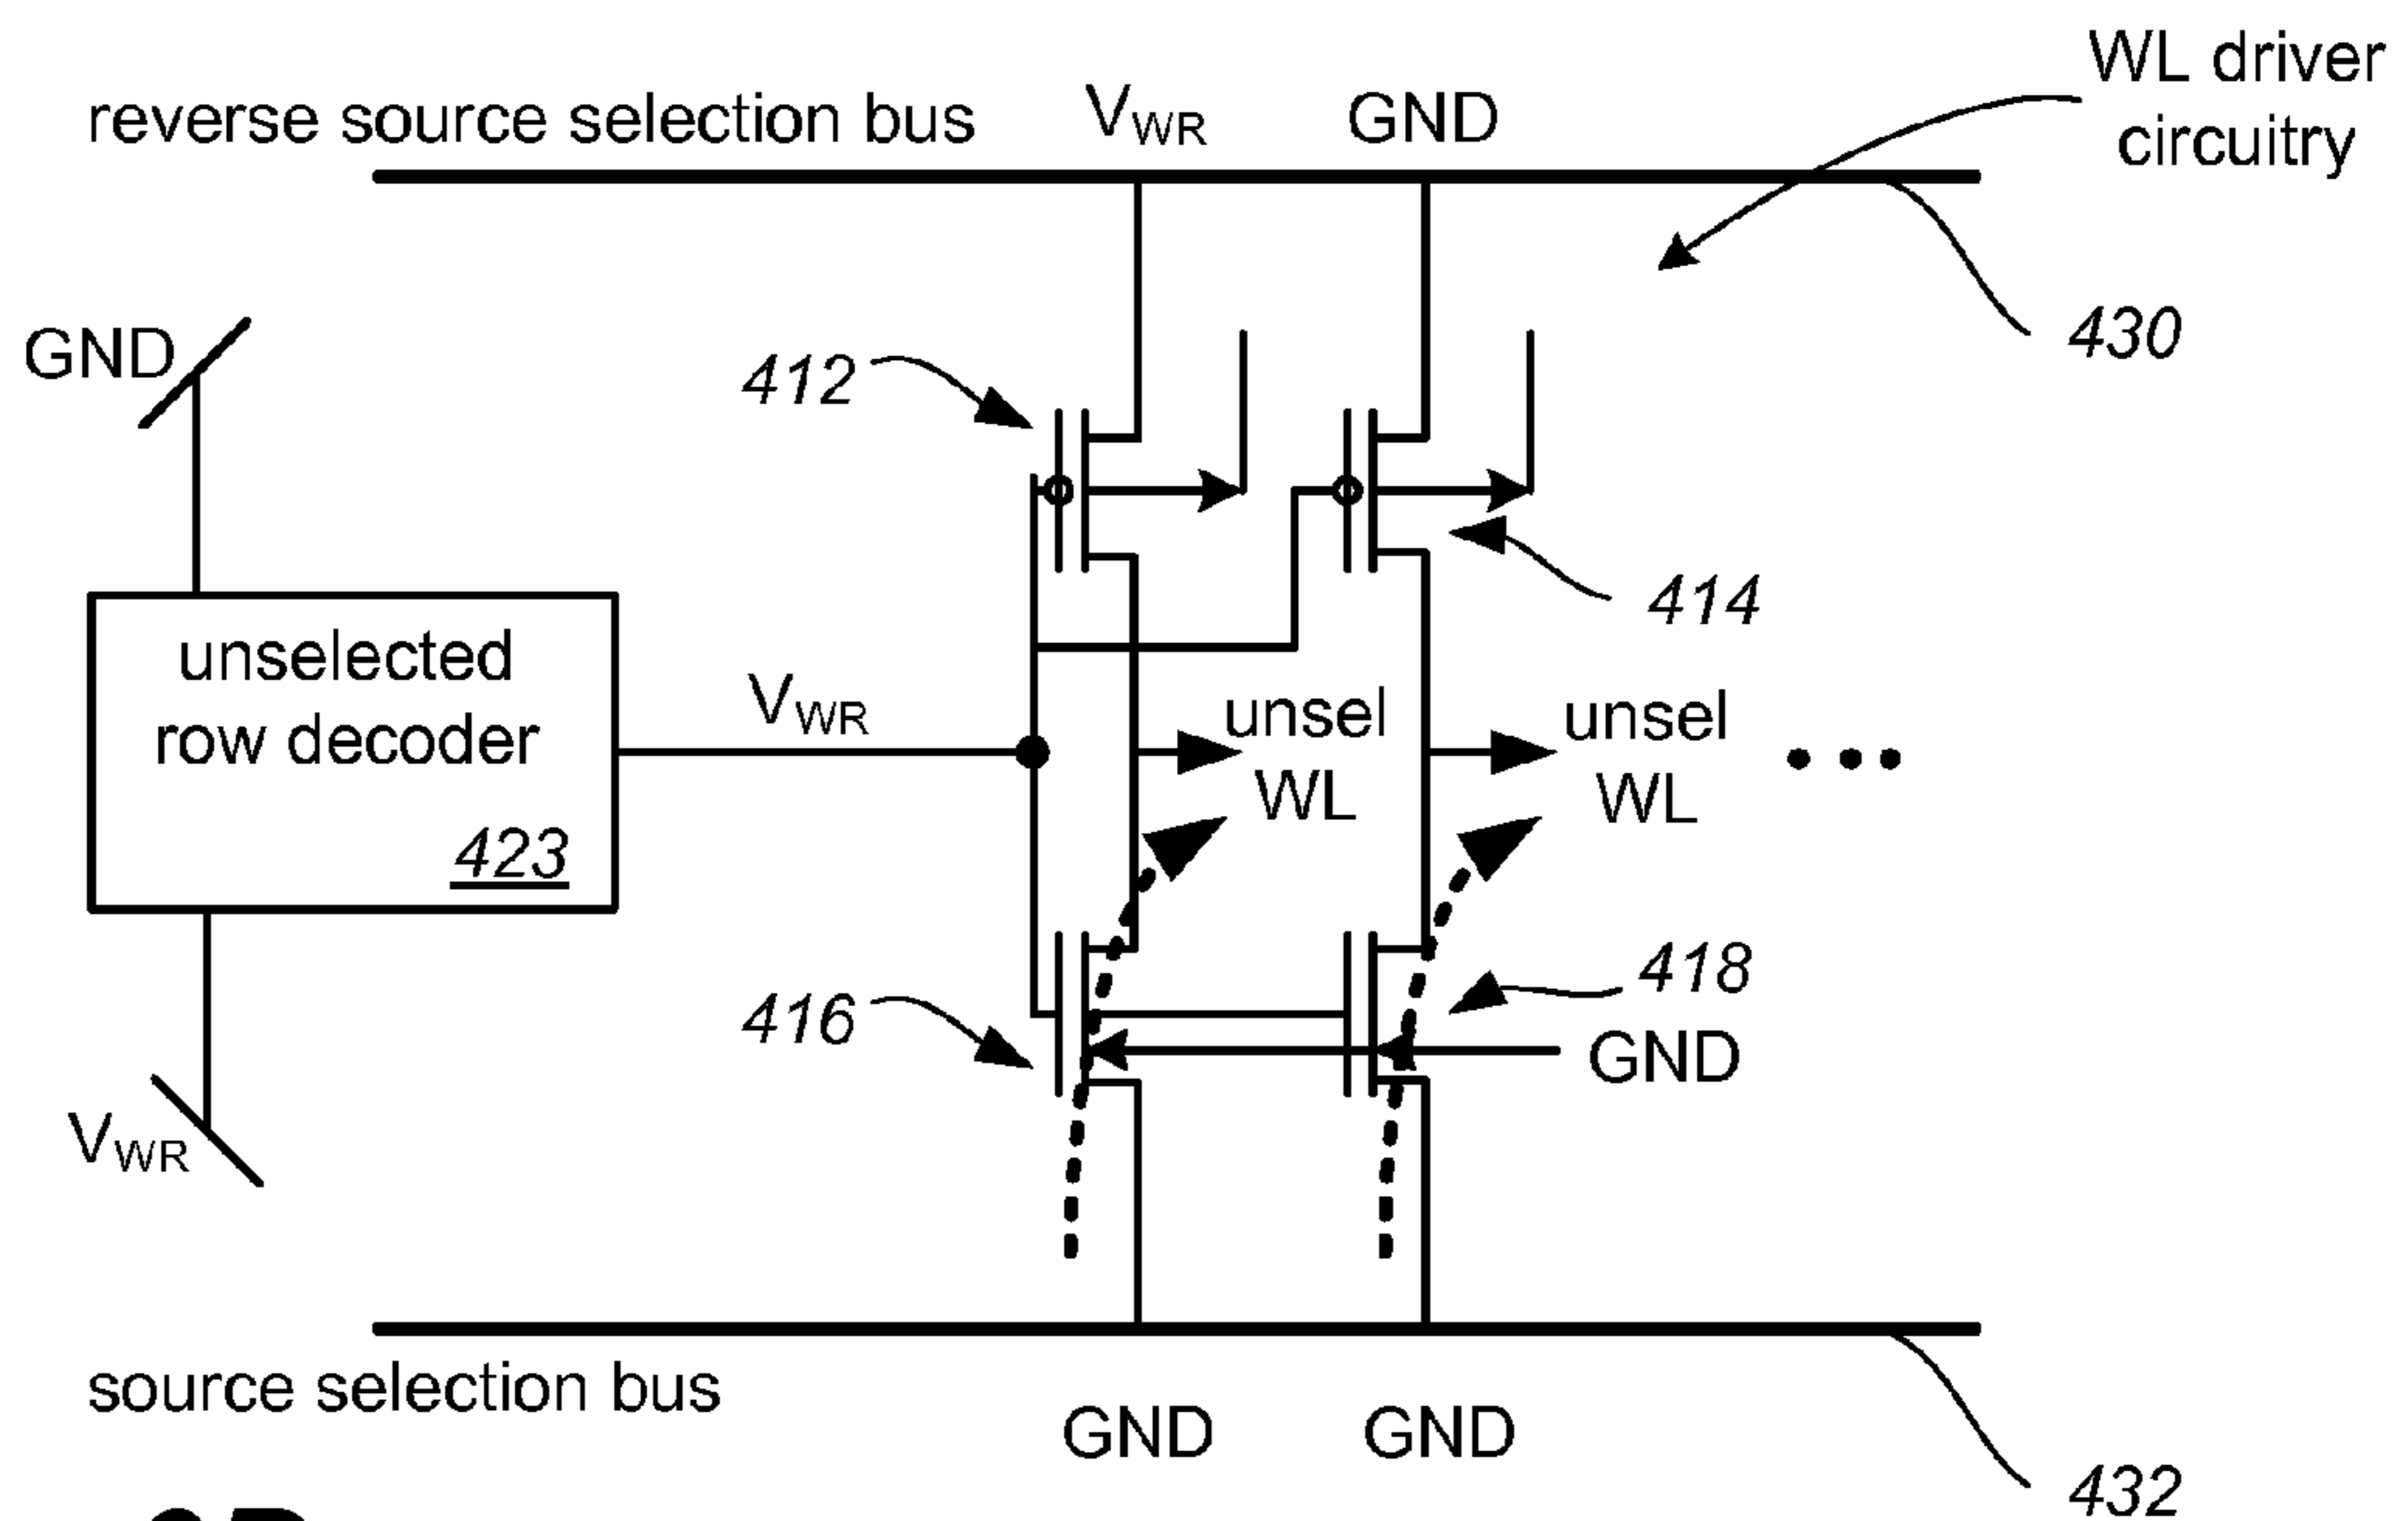 WL driver
circuitry
reverse source selection bus
VWR
GND
430
GND
412
414
unselected
row decoder
423
VWR
unsel
WL
unsel
WL
416
418
GND
VWR
source selection bus
GND
GND
432